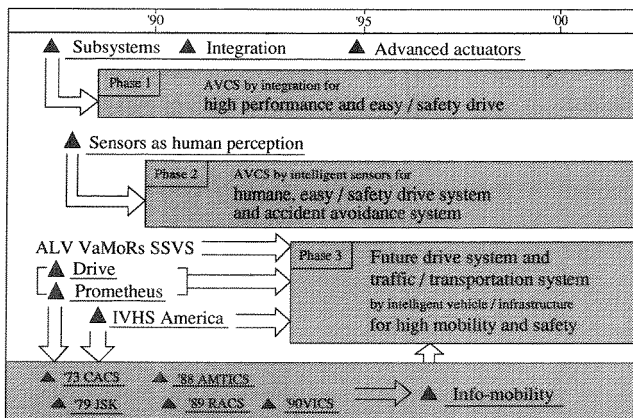 '90 '95 '00
Subsystems Integration Advanced actuators
Phase 1
AVCS by integration for
high performance and easy / safety drive
Sensors as human perception
Phase 2
AVCS by intelligent sensors for
humane, easy / safety drive system
and accident avoidance system
ALV VaMoRs SSVS
Drive
Prometheus
IVHS America
Phase 3
Future drive system and
traffic / transportation system
by intelligent vehicle / infrastructure
for high mobility and safety
'73 CACS '88 AMTICS
'79 JSK '89 RACS '90VICS
Info-mobility